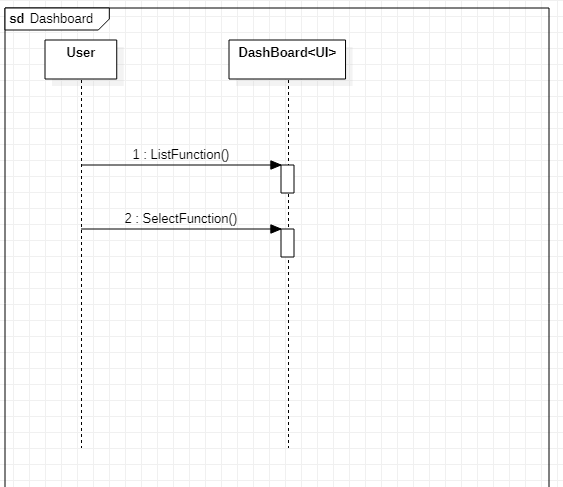 sd Dashboard
User
DashBoard<UI>
1 : ListFunction()
2 : SelectFunction()